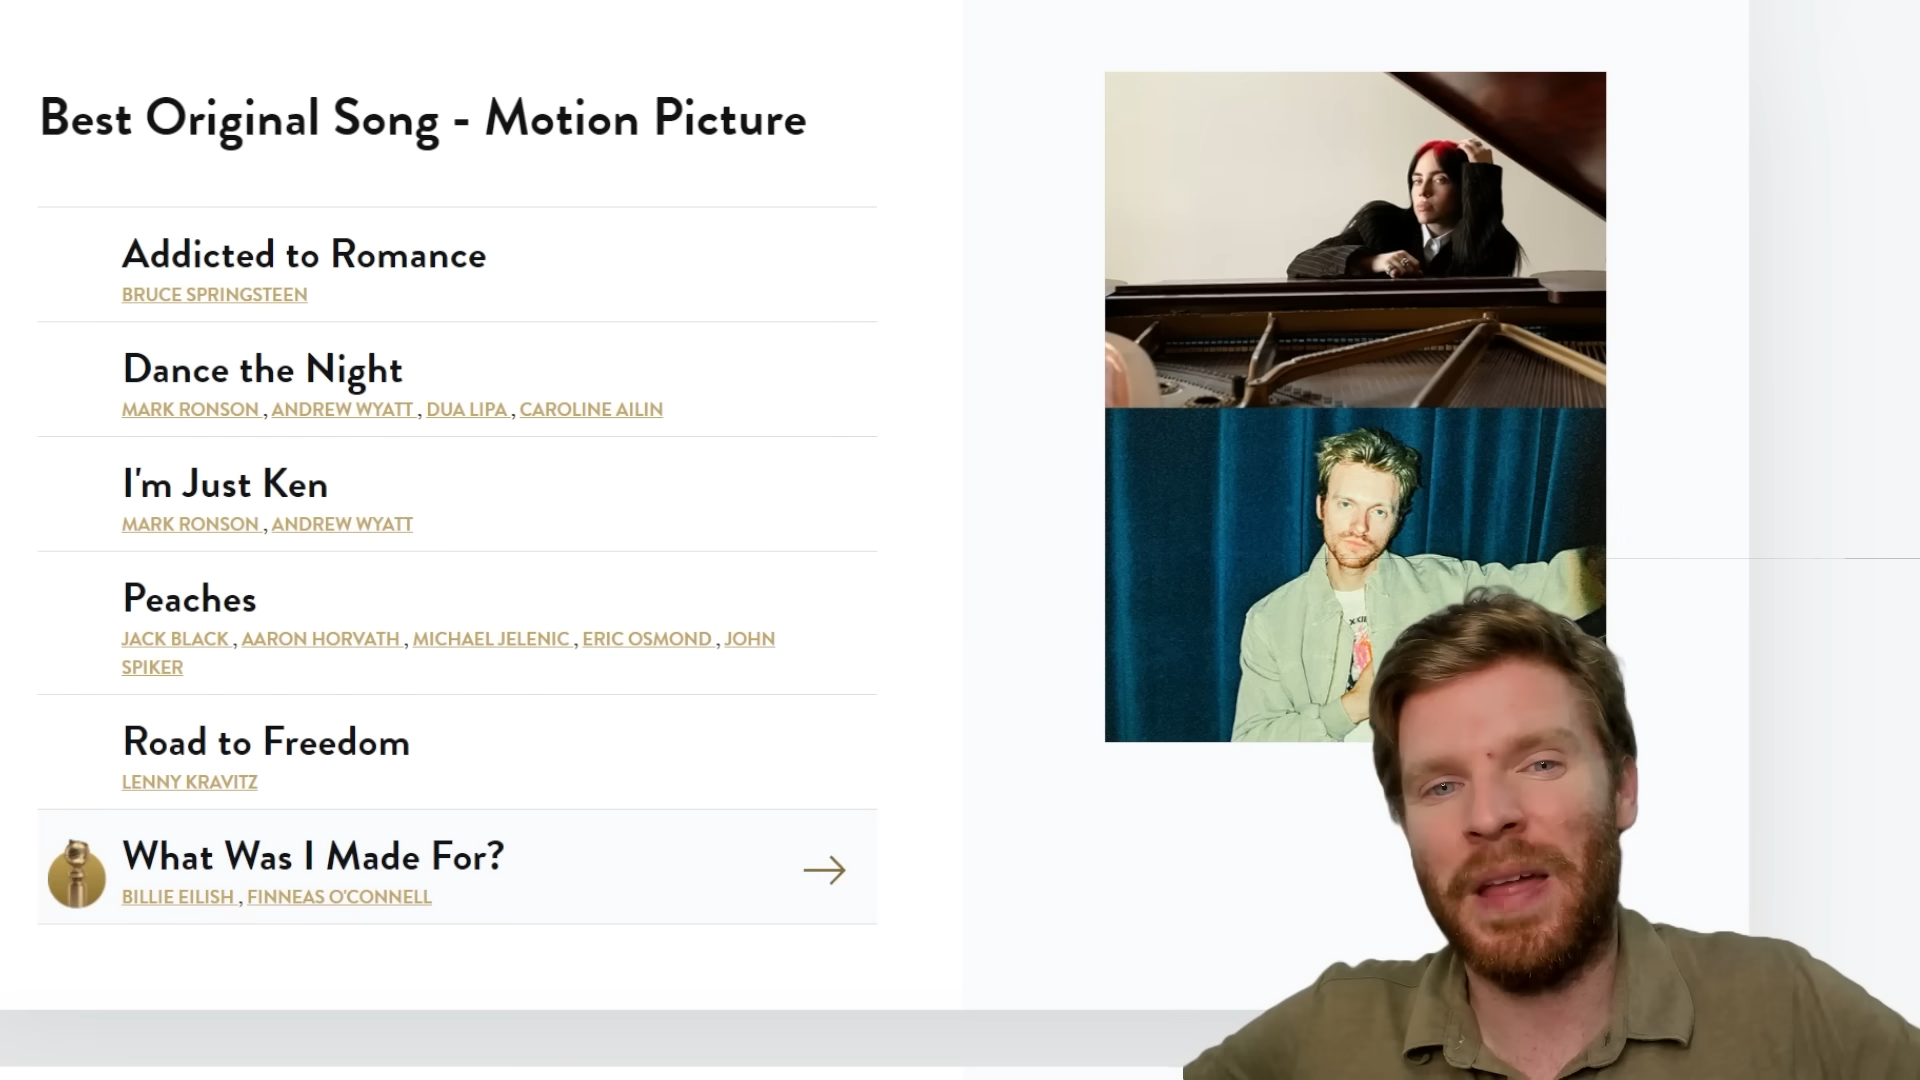 Best Original Song - Motion Picture
Addicted to Romance
BRUCE SPRINGSTEEN
Dance the Night
MARK RONSON , ANDREW WYATT , DUA LIPA , CAROLINE AILIN
I'm Just Ken
MARK RONSON , ANDREW WYATT
Peaches
JACK BLACK , AARON HORVATH , MICHAEL JELENIC , ERIC OSMOND , JOHN
SPIKER
Road to Freedom
LENNY KRAVITZ
What Was I Made For?
BILLIE EILISH , FINNEAS O'CONNELL